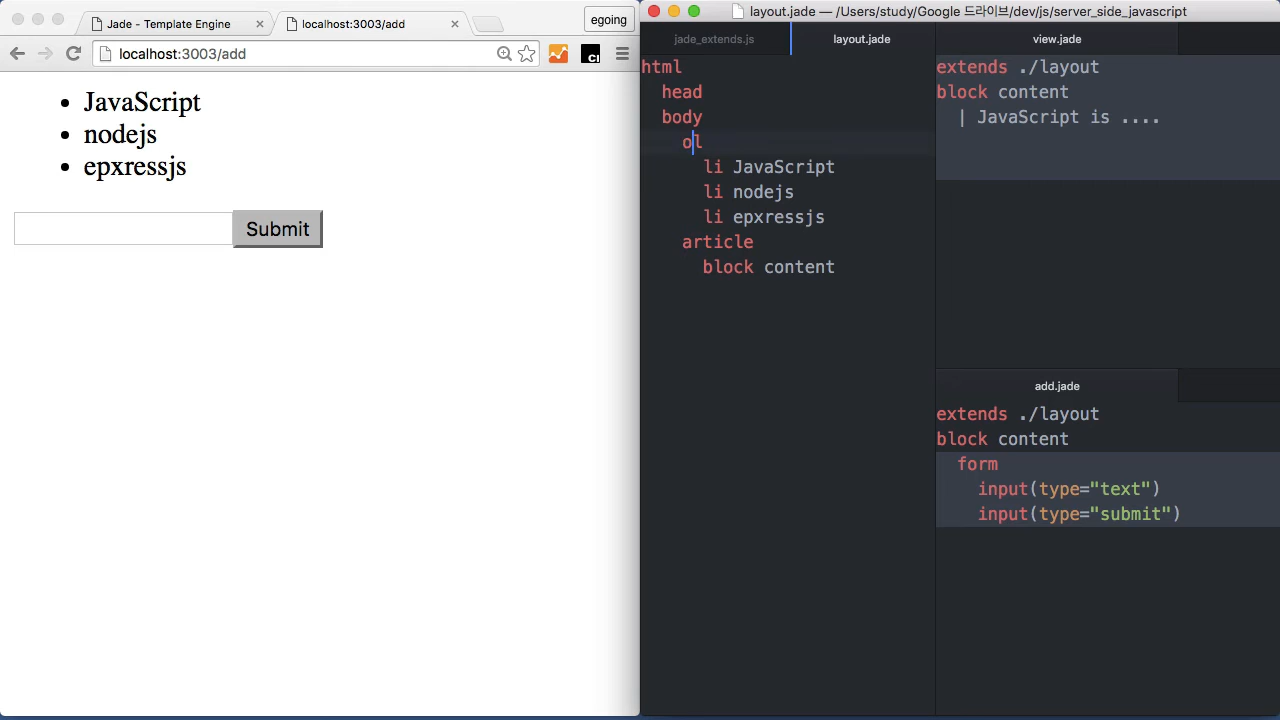 Jade - Template Engine
localhost:3003/add
egoing
localhost:3003/add
CI
JavaScript
nodejs
epxressjs
Submit
layout.jade — /Users/study/Google 드라이브/dev/js/server_side_javascript
jade_extends.js
layout.jade
html
head
body
ol
li JavaScript
li nodejs
li epxressjs
article
block content
view.jade
extends ./layout
block content
| JavaScript is ....
add.jade
extends ./layout
block content
form
input(type="text")
input(type="submit")